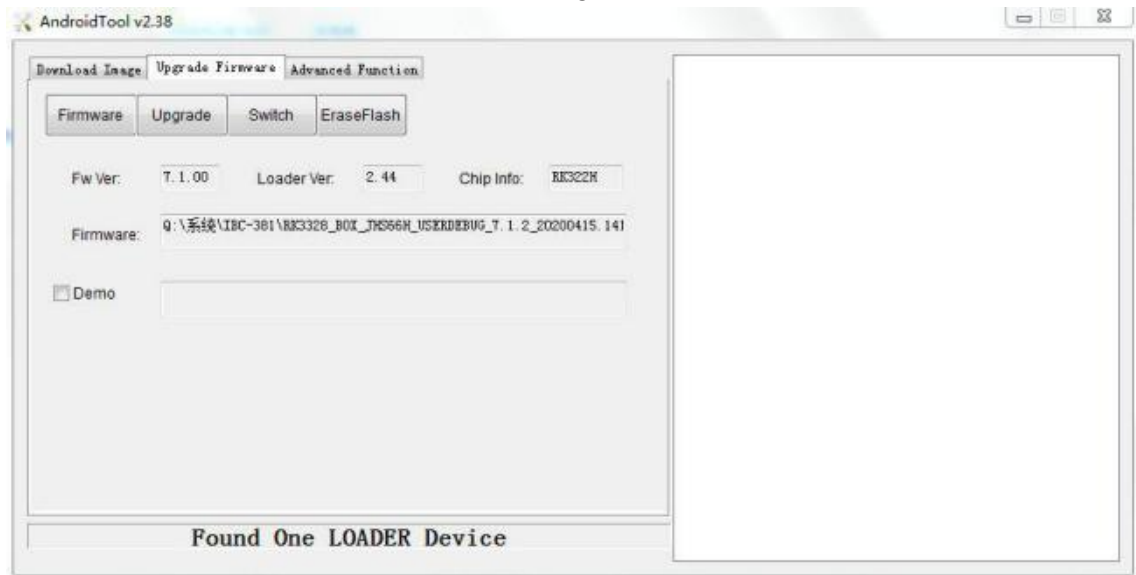 AndroidTool v2.38
Download Image Upgrade Firmware Advanced Function
Firmware Upgrade Switch EraseFlash
Fw Ver: 7.1.00 Loader Ver: 2.44 Chip Info: RK322H
Firmware: Q:\系统\IBC-381\RK3328_BOX_JHS66H_USERDEBUG_7.1.2_20200415.141
Demo
Found One LOADER Device